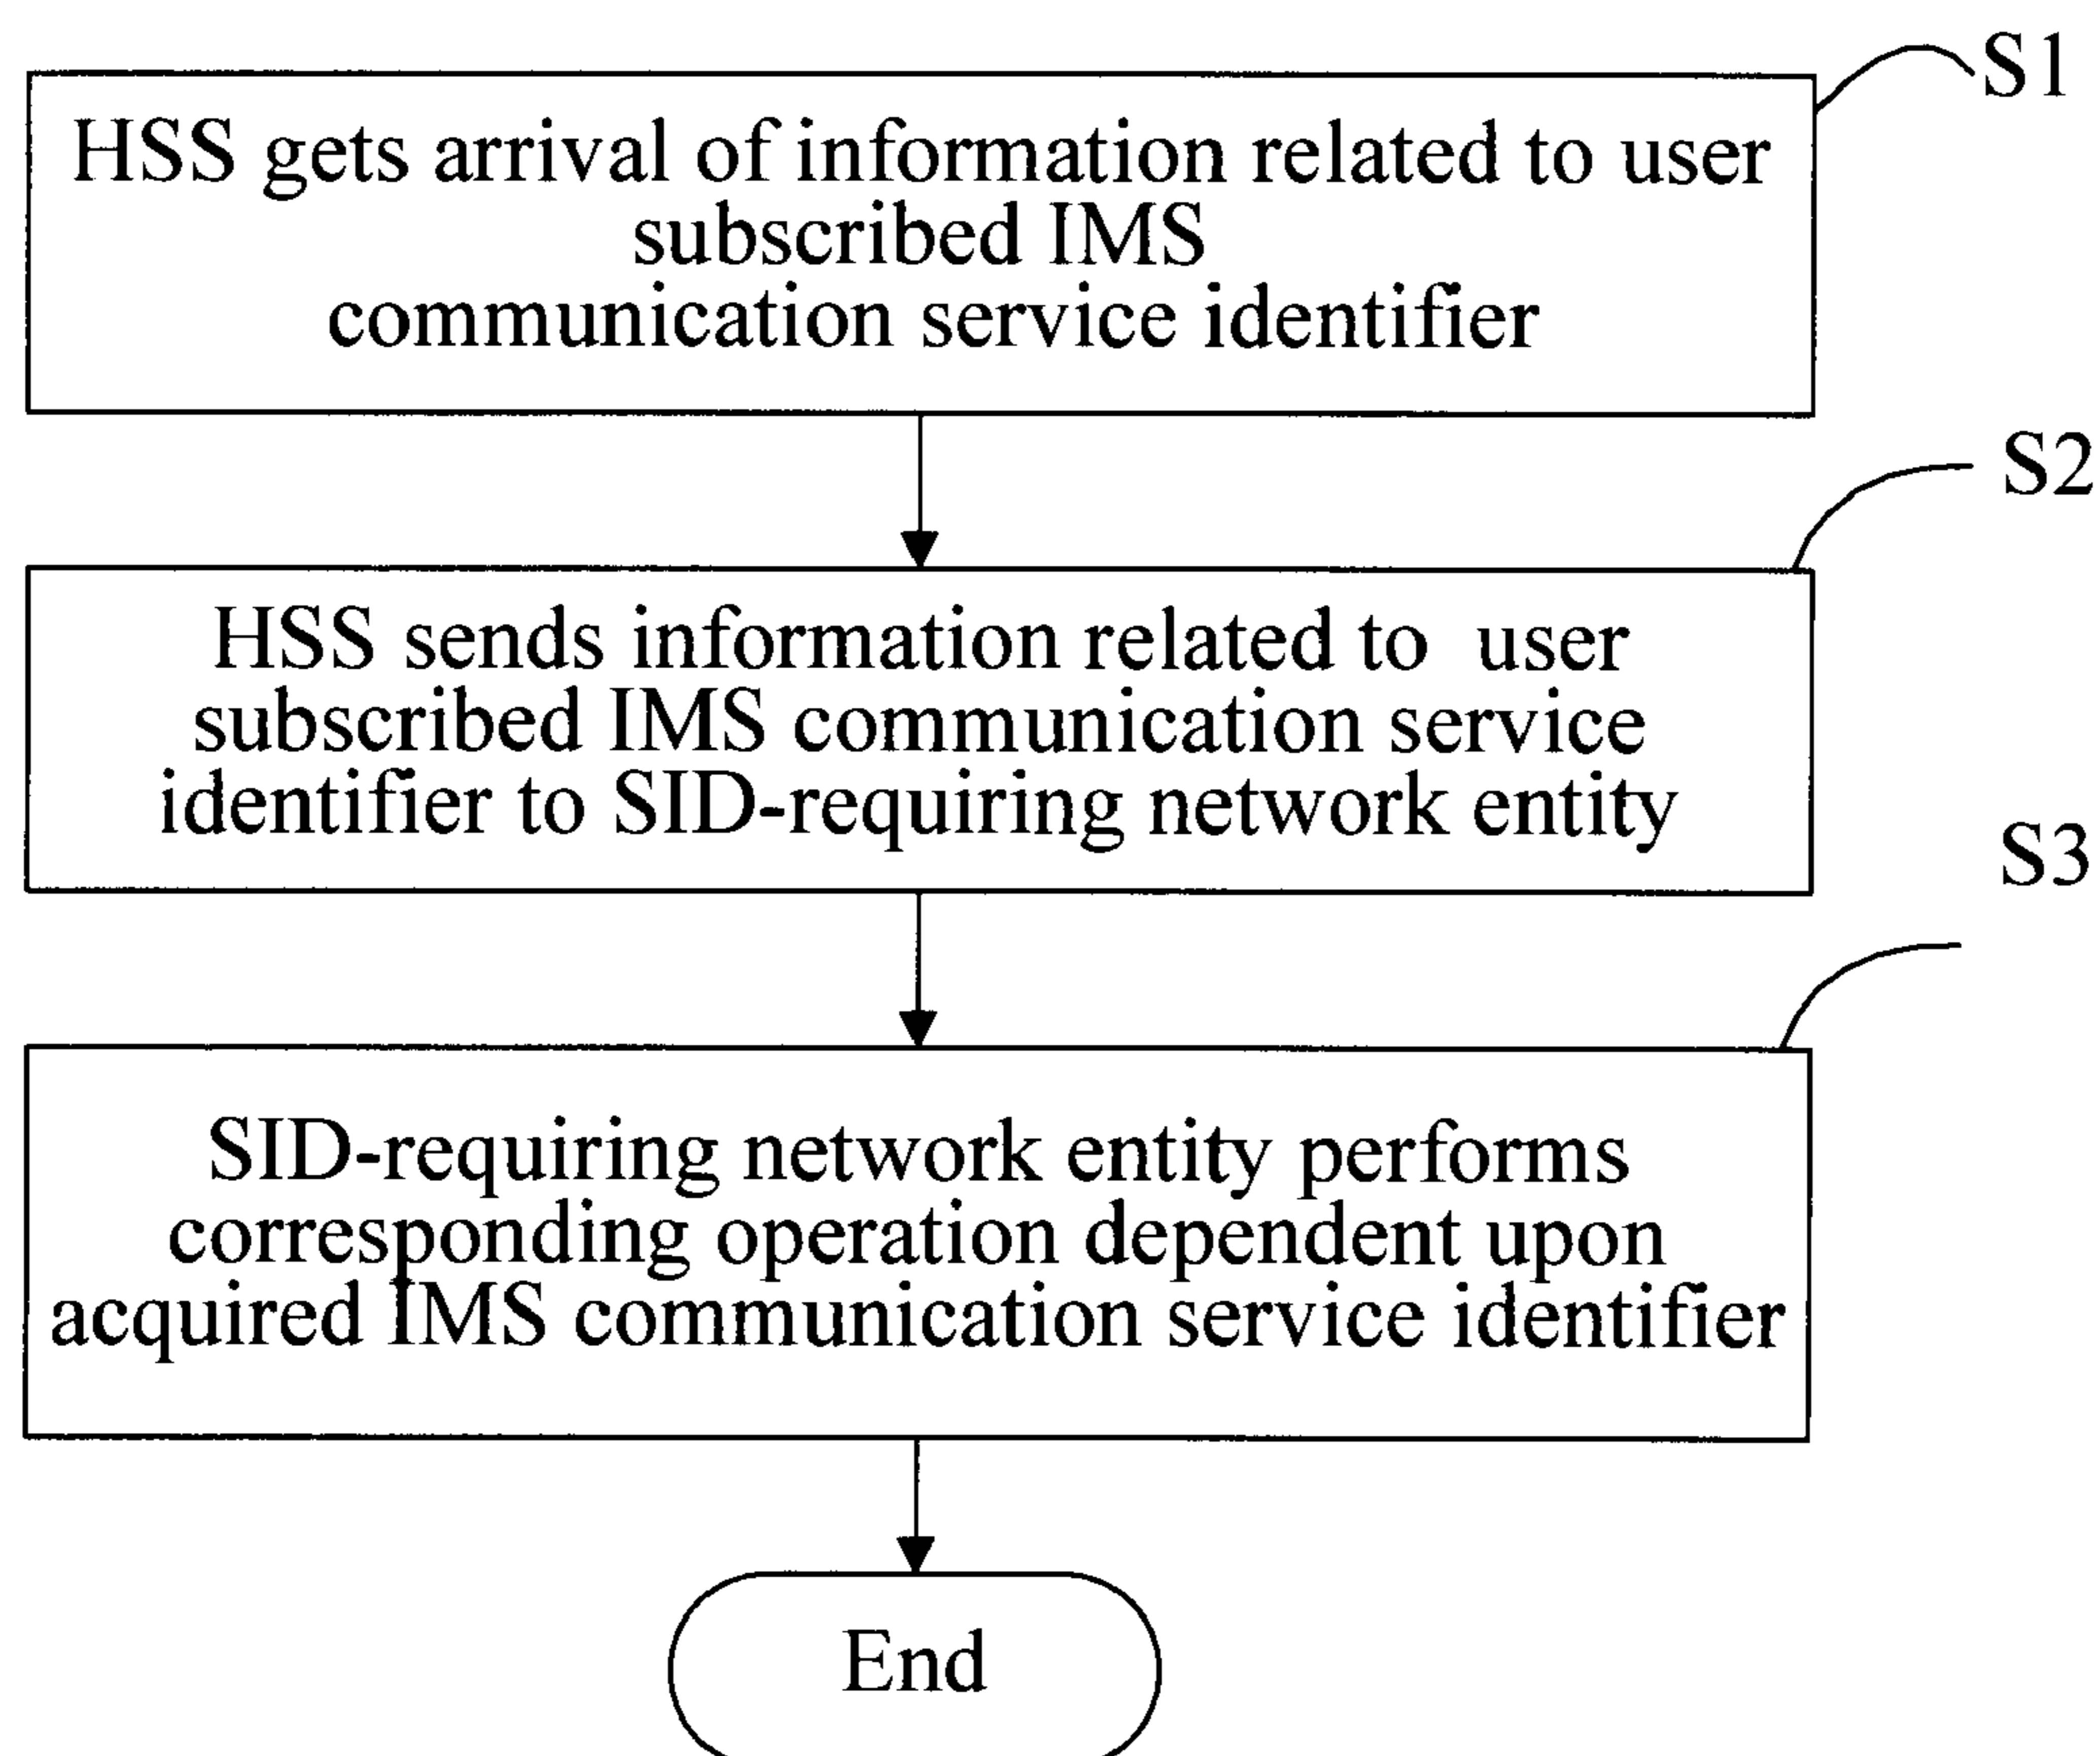 S1
HSS gets arrival of information related to user
subscribed IMS
communication service identifier
S2
HSS sends information related to user
subscribed IMS communication service
identifier to SID-requiring network entity
S3
SID-requiring network entity performs
corresponding operation dependent upon
acquired IMS communication service identifier
End